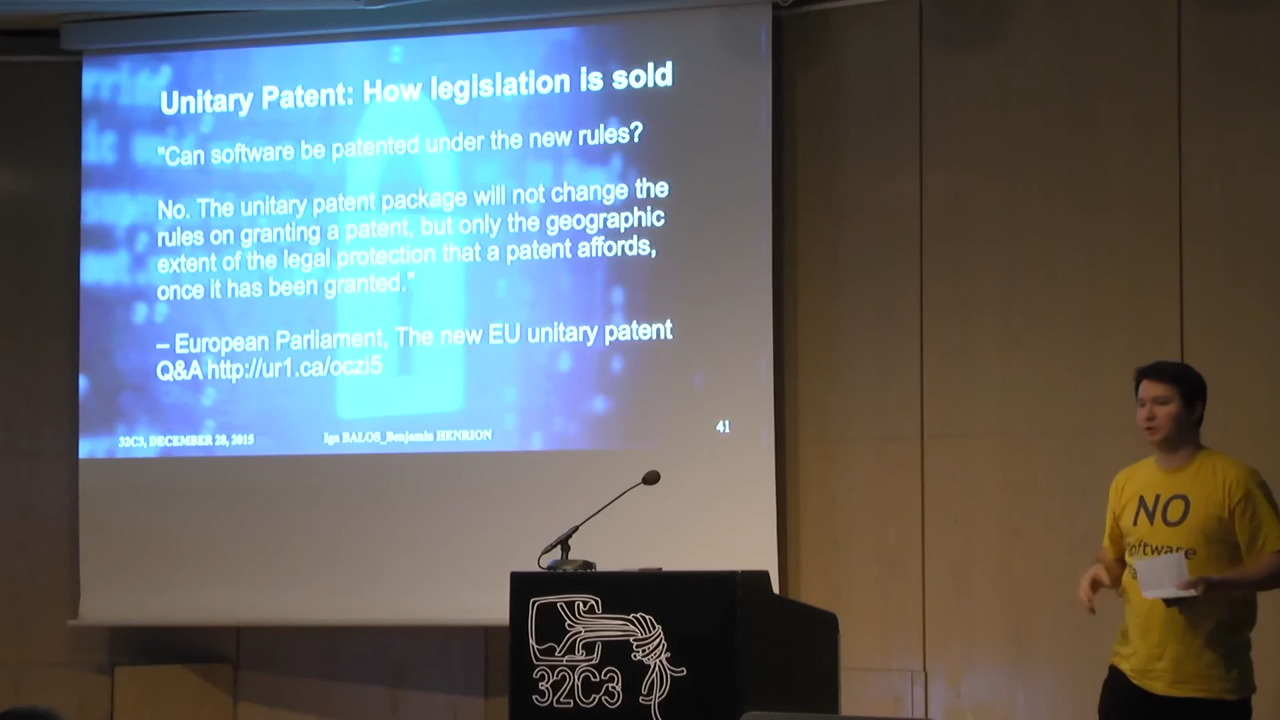 Unitary Patent: How legislation is sold
"Can software be patented under the new rules?
No. The unitary patent package will not change the
rules on granting a patent, but only the geographic
extent of the legal protection that a patent affords,
once it has been granted."
– European Parliament, The new EU unitary patent
Q&A http://ur1.ca/oczi5
32C3, DECEMBER 28, 2015 Iga BALOS_Benjamin HENRION 41
NO
software
32C3